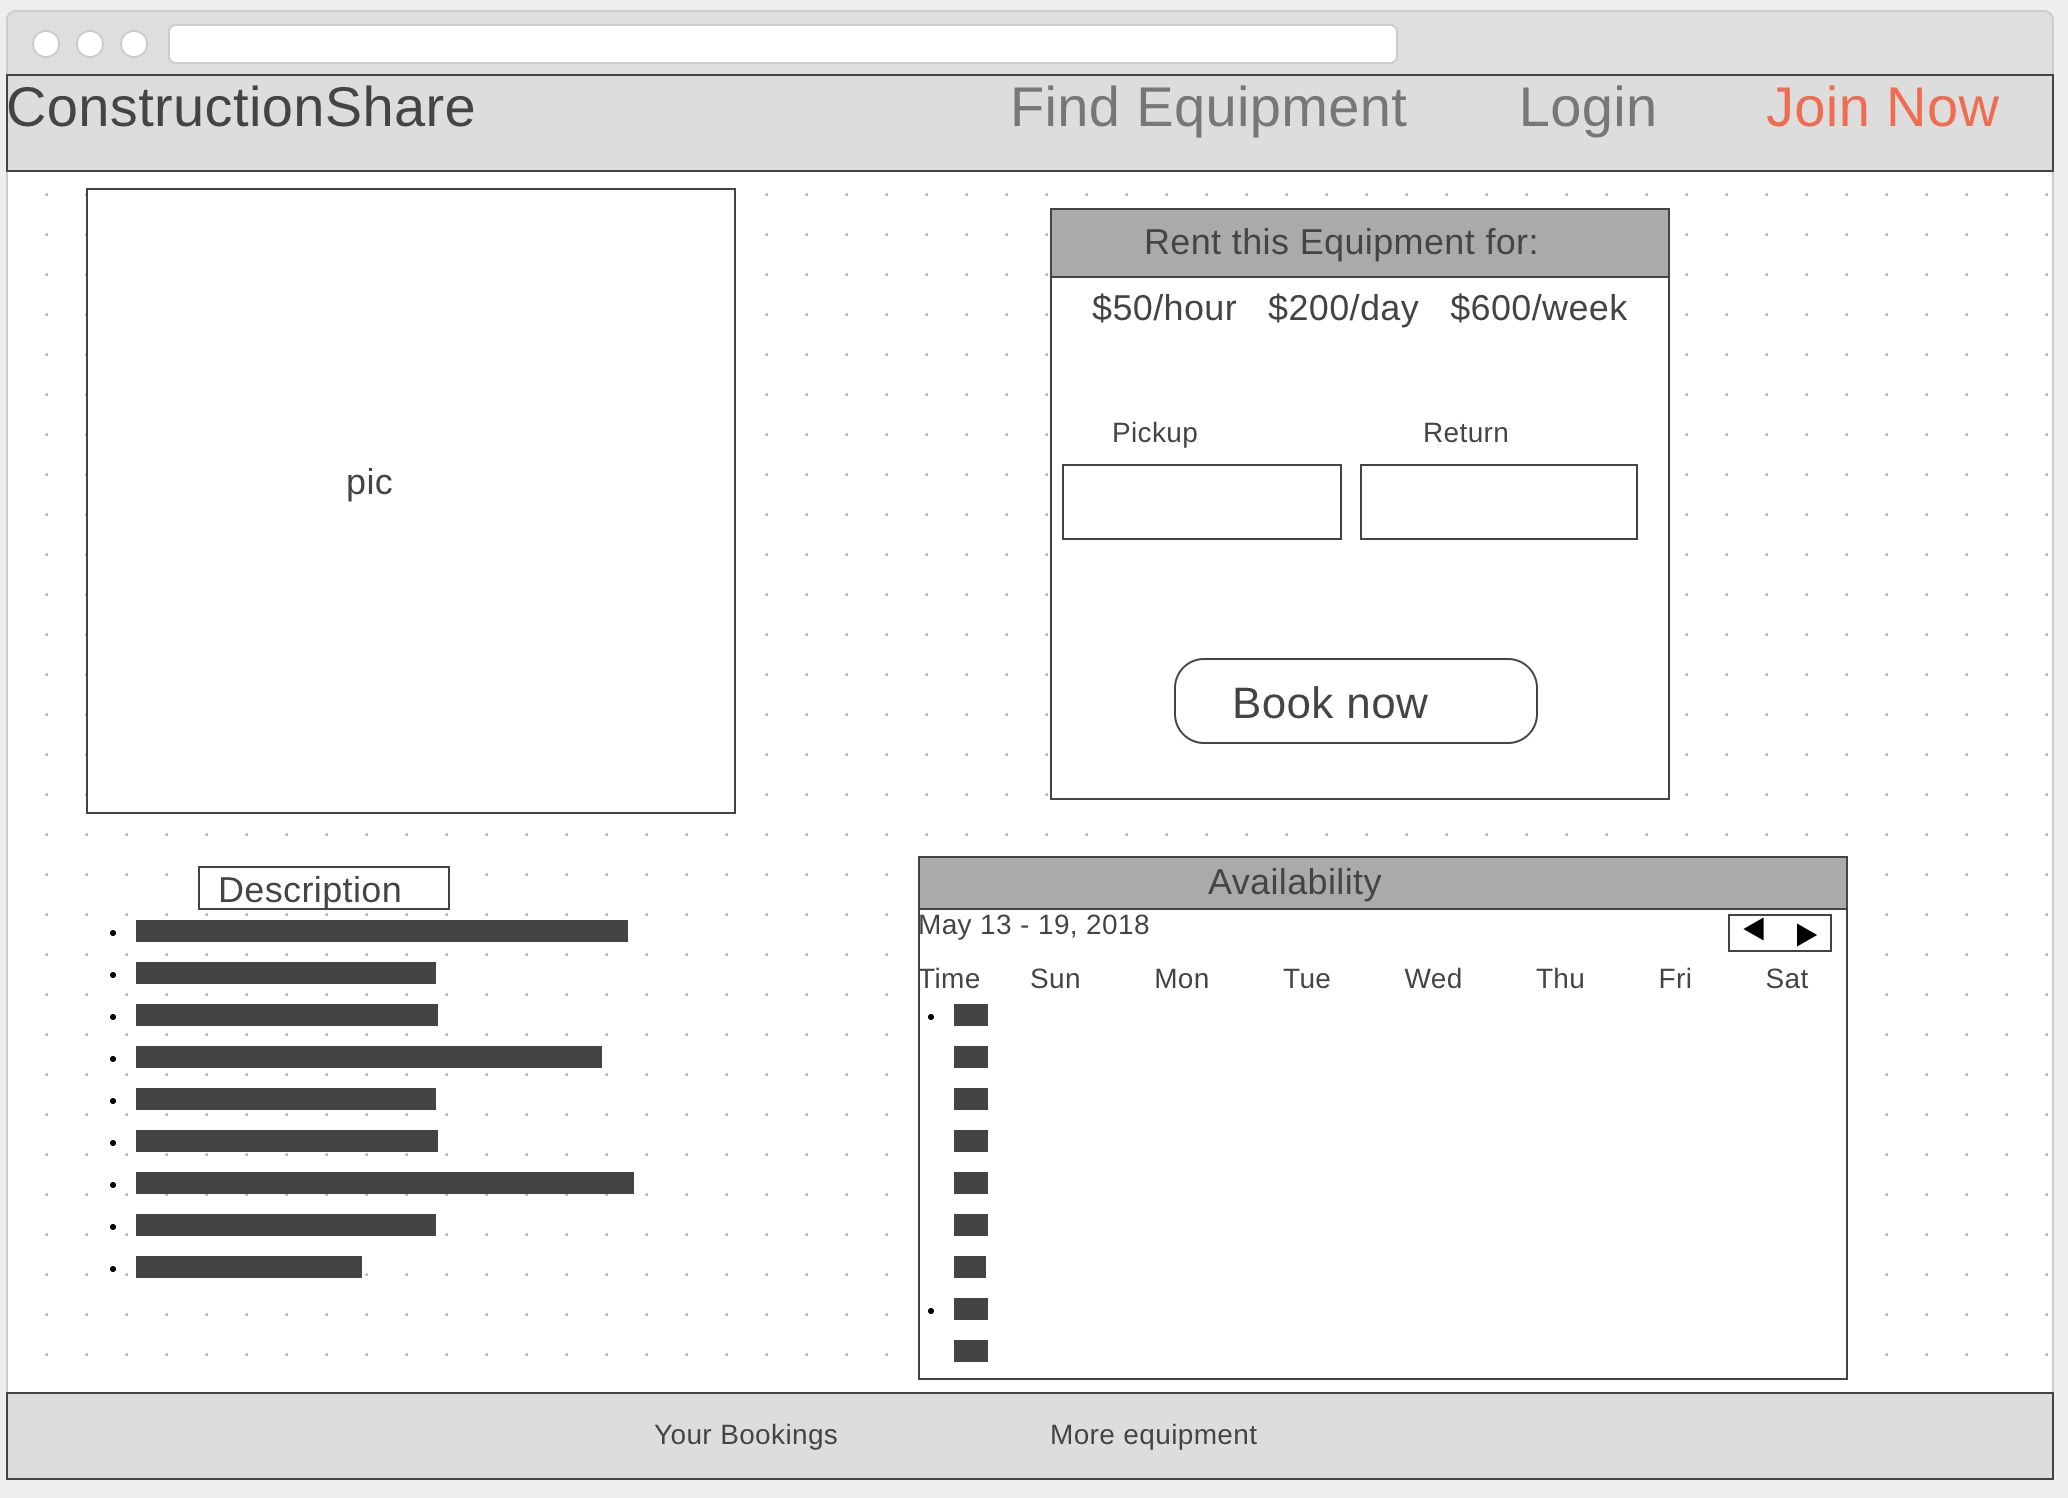 ConstructionShare Find Equipment Login Join Now
pic
Rent this Equipment for:
$50/hour $200/day $600/week
Pickup Return
Book now
Description
Availability
May 13 - 19, 2018
Time Sun Mon Tue Wed Thu Fri Sat
Your Bookings More equipment